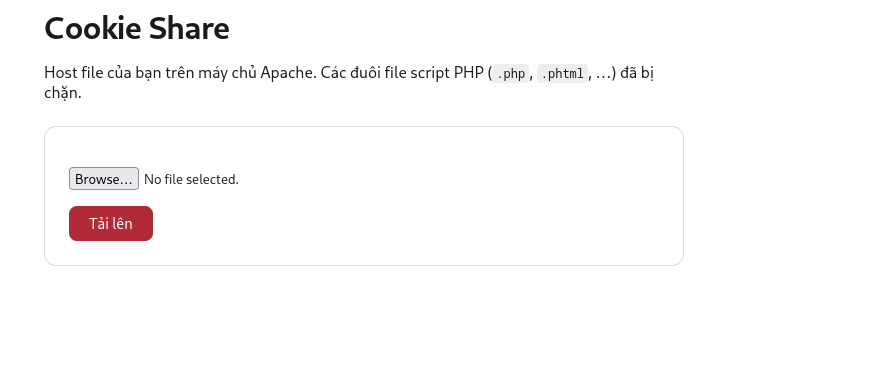 Cookie Share
Host file của bạn trên máy chủ Apache. Các đuôi file script PHP (.php, .phtml, ...) đã bị
chặn.
Browse... No file selected.
Tải lên